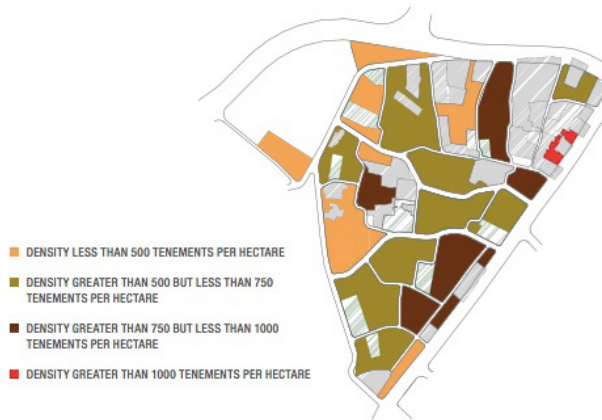 DENSITY LESS THAN 500 TENEMENTS PER HECTARE
DENSITY GREATER THAN 500 BUT LESS THAN 750
TENEMENTS PER HECTARE
DENSITY GREATER THAN 750 BUT LESS THAN 1000
TENEMENTS PER HECTARE
DENSITY GREATER THAN 1000 TENEMENTS PER HECTARE